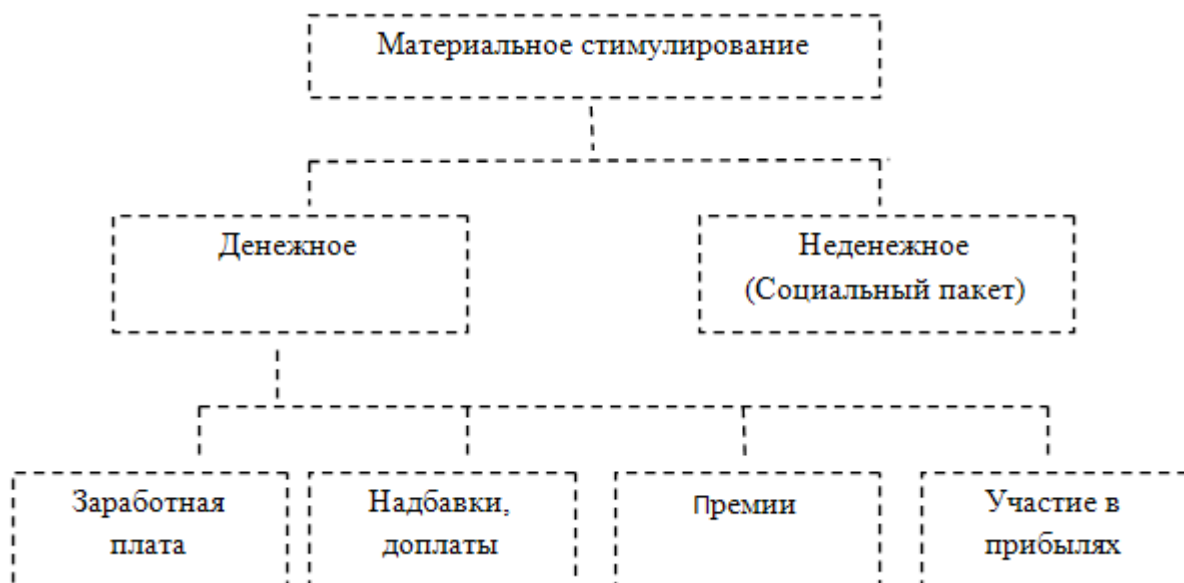 Материальное стимулирование
Денежное
Неденежное
(Социальный пакет)
Заработная
плата
Надбавки,
доплаты
Премии
Участие в
прибылях